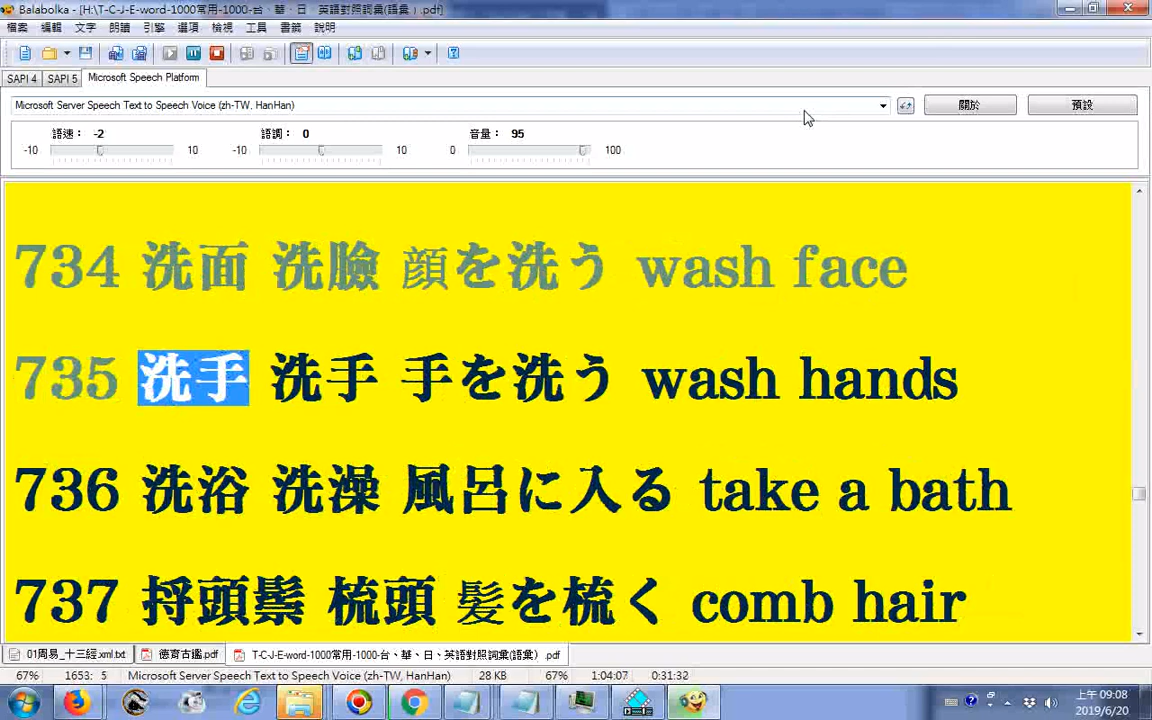 Balabolka - [H:\T-C-J-E-word-1000常用-1000-台、華、日、英語對照詞彙(語彙).pdf]
檔案 編輯 文字 朗讀 引擎 選項 檢視 工具 書籤 說明
SAPI 4 SAPI 5 Microsoft Speech Platform
Microsoft Server Speech Text to Speech Voice (zh-TW, HanHan) 關於 預設
語速： -2 語調： 0 音量： 95
-10 10 -10 10 0 100
734 洗面 洗臉 顔を洗う wash face
735 洗手 洗手 手を洗う wash hands
736 洗浴 洗澡 風呂に入る take a bath
737 捋頭鬃 梳頭 髪を梳く comb hair
01周易_十三經.xml.txt 德育古鑑.pdf T-C-J-E-word-1000常用-1000-台、華、日、英語對照詞彙(語彙) .pdf
67% 1653: 5 Microsoft Server Speech Text to Speech Voice (zh-TW, HanHan) 28 KB 67% 1:04:07 0:31:32
上午 09:08
2019/6/20